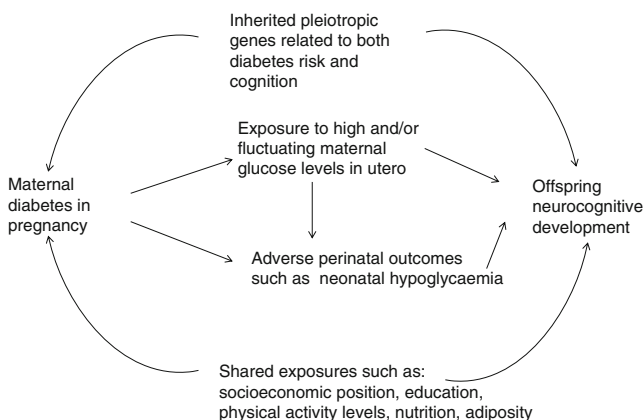 Inherited pleiotropic
genes related to both
diabetes risk and
cognition
Exposure to high and/or
fluctuating maternal
glucose levels in utero
Maternal
diabetes in
pregnancy
Offspring
neurocognitive
development
Adverse perinatal outcomes
such as neonatal hypoglycaemia
Shared exposures such as:
socioeconomic position, education,
physical activity levels, nutrition, adiposity